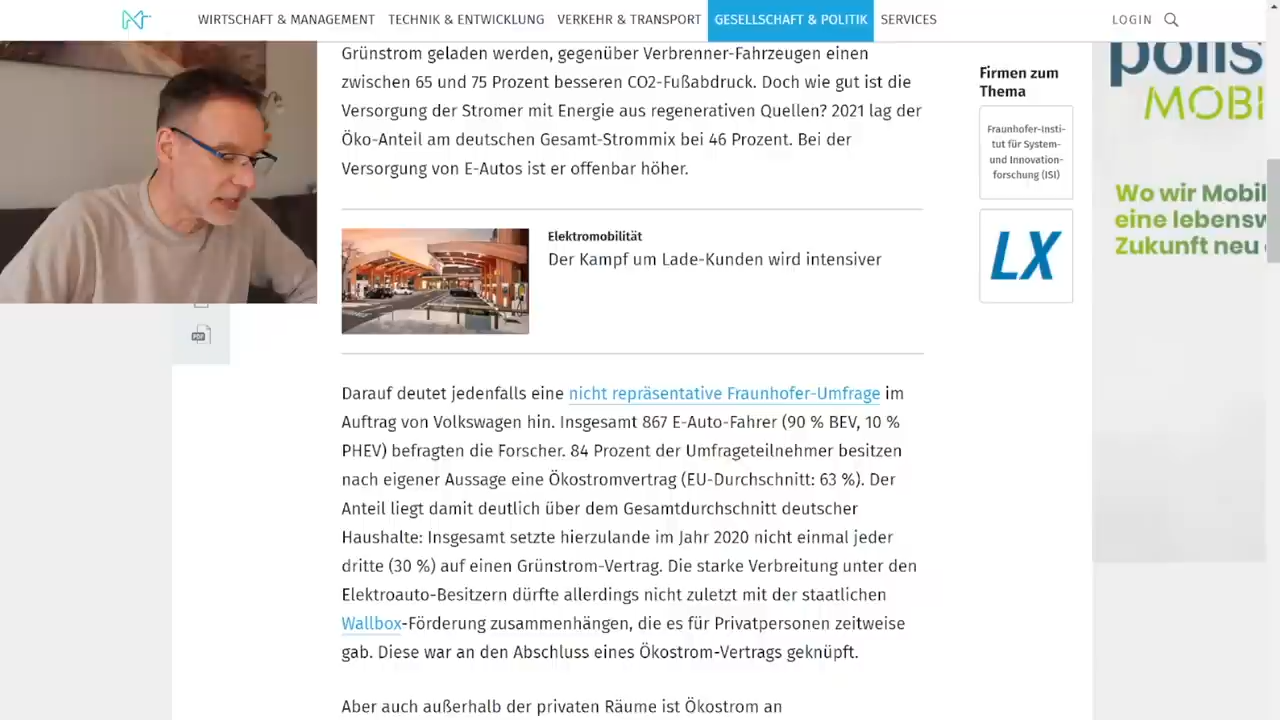 WIRTSCHAFT & MANAGEMENT TECHNIK & ENTWICKLUNG VERKEHR & TRANSPORT GESELLSCHAFT & POLITIK SERVICES LOGIN
Grünstrom geladen werden, gegenüber Verbrenner-Fahrzeugen einen
zwischen 65 und 75 Prozent besseren CO2-Fußabdruck. Doch wie gut ist die
Versorgung der Stromer mit Energie aus regenerativen Quellen? 2021 lag der
Öko-Anteil am deutschen Gesamt-Strommix bei 46 Prozent. Bei der
Versorgung von E-Autos ist er offenbar höher.
Elektromobilität
Der Kampf um Lade-Kunden wird intensiver
Darauf deutet jedenfalls eine nicht repräsentative Fraunhofer-Umfrage im
Auftrag von Volkswagen hin. Insgesamt 867 E-Auto-Fahrer (90 % BEV, 10 %
PHEV) befragten die Forscher. 84 Prozent der Umfrageteilnehmer besitzen
nach eigener Aussage eine Ökostromvertrag (EU-Durchschnitt: 63 %). Der
Anteil liegt damit deutlich über dem Gesamtdurchschnitt deutscher
Haushalte: Insgesamt setzte hierzulande im Jahr 2020 nicht einmal jeder
dritte (30 %) auf einen Grünstrom-Vertrag. Die starke Verbreitung unter den
Elektroauto-Besitzern dürfte allerdings nicht zuletzt mit der staatlichen
Wallbox-Förderung zusammenhängen, die es für Privatpersonen zeitweise
gab. Diese war an den Abschluss eines Ökostrom-Vertrags geknüpft.
Aber auch außerhalb der privaten Räume ist Ökostrom an
Firmen zum
Thema
Fraunhofer-Insti-
tut für System-
und Innovation-
forschung (ISI)
LX
polis
MOBI
Wo wir Mobil
eine lebensw
Zukunft neu
PDF